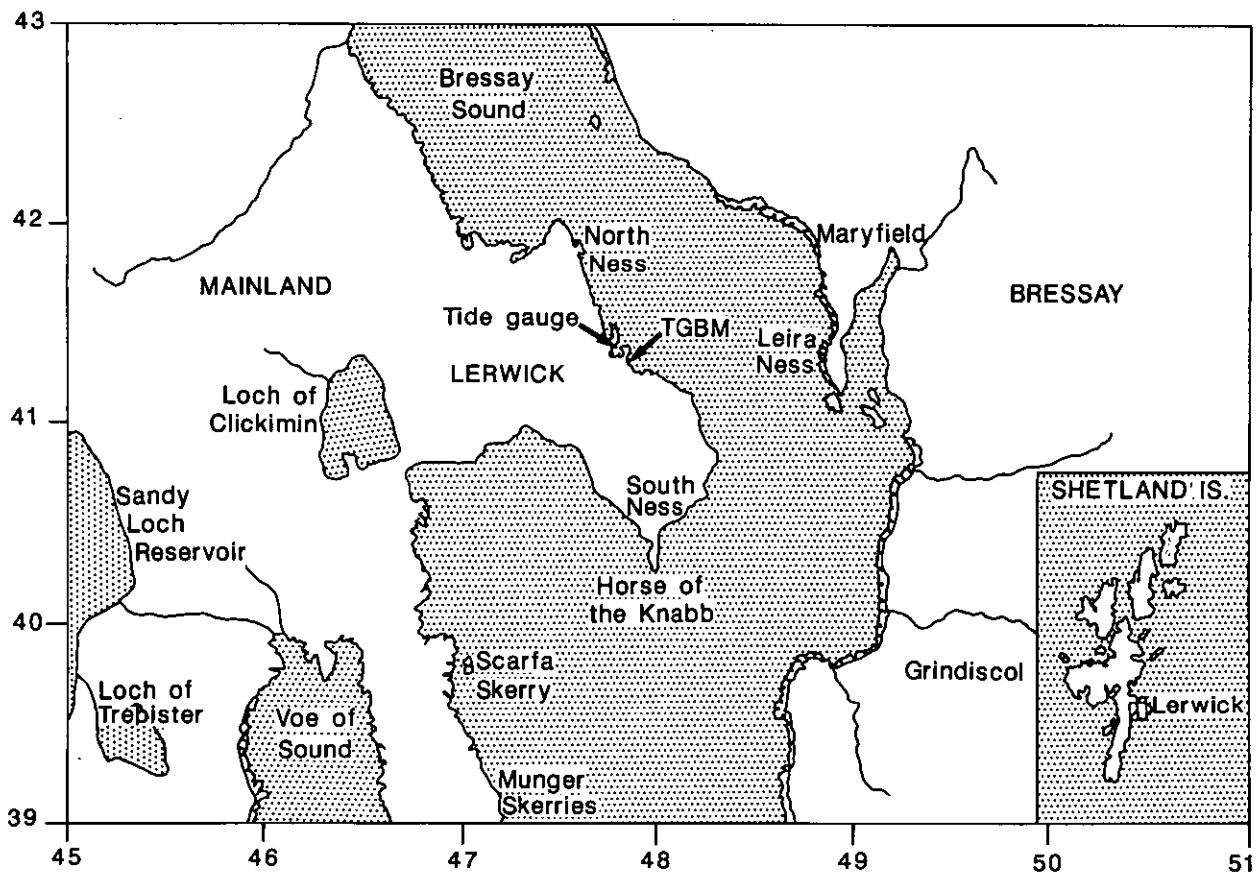 43
Bressay
Sound
42
North
Ness
Maryfield
MAINLAND
BRESSAY
Tide gauge
TGBM
Leira
Ness
LERWICK
Loch of
Clickimin
41
Sandy
Loch
Reservoir
South
Ness
SHETLAND IS.
Horse of
the Knabb
40
Scarfa
Skerry
Grindiscol
Loch of
Trebister
Voe of
Sound
Lerwick
Munger
Skerries
39
45
46
47
48
49
50
51